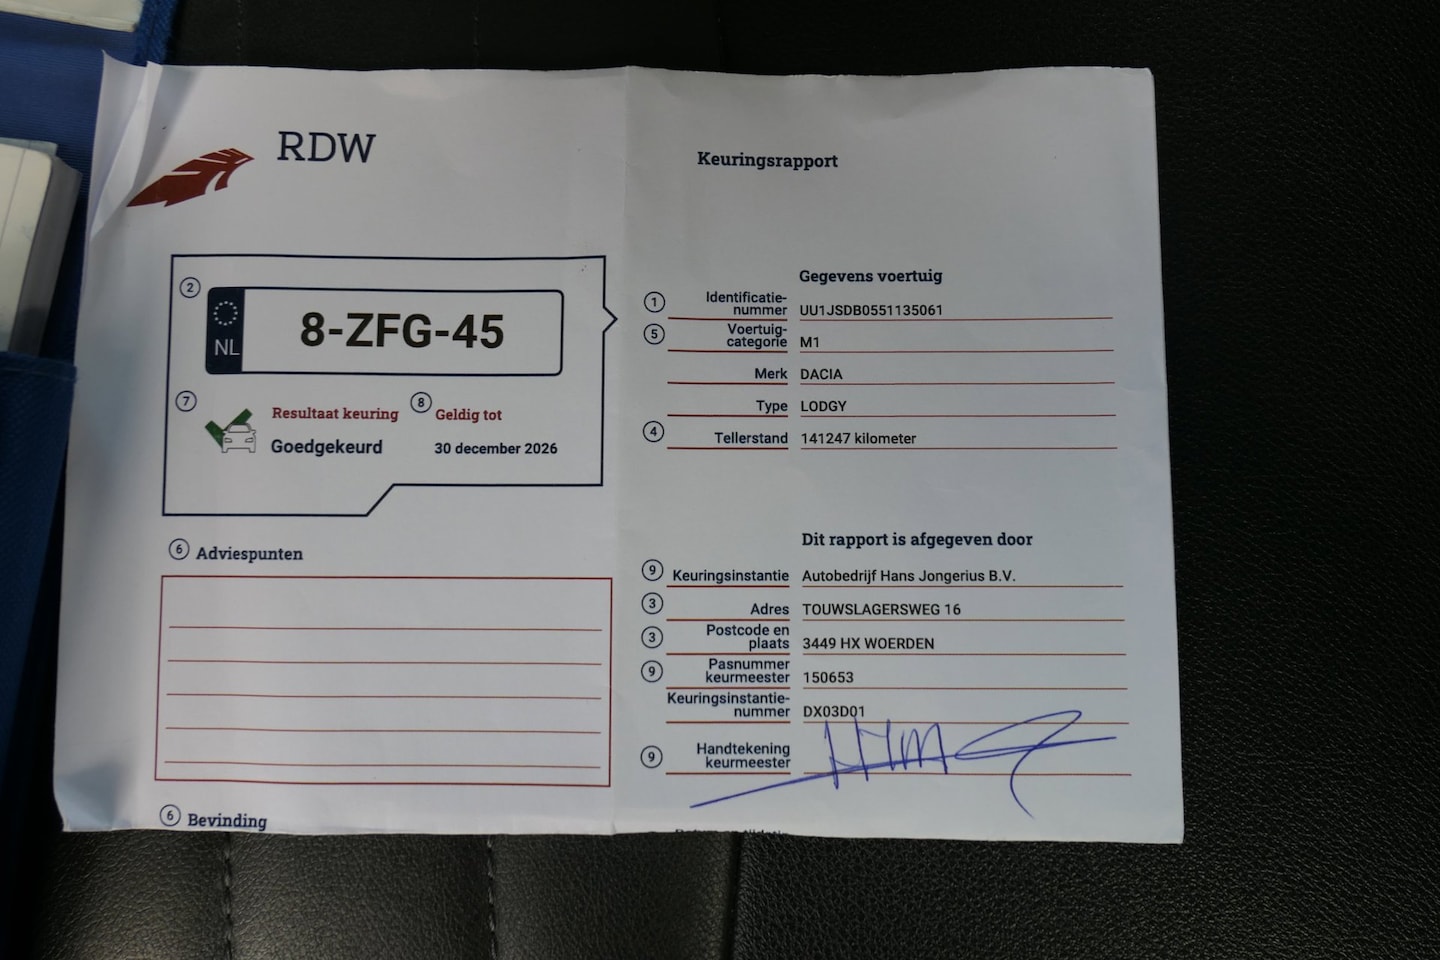 RDW
Keuringsrapport
2
NL
8-ZFG-45
7
Resultaat keuring
Goedgekeurd
8
Geldig tot
30 december 2026
6 Adviespunten
6 Bevinding
Gegevens voertuig
1 Identificatie-
nummer UU1JSDB0551135061
5 Voertuig-
categorie M1
Merk DACIA
Type LODGY
4 Tellerstand 141247 kilometer
Dit rapport is afgegeven door
9 Keuringsinstantie Autobedrijf Hans Jongerius B.V.
3 Adres TOUWSLAGERSWEG 16
3 Postcode en
plaats 3449 HX WOERDEN
9 Pasnummer
keurmeester 150653
Keuringsinstantie-
nummer DX03D01
9 Handtekening
keurmeester